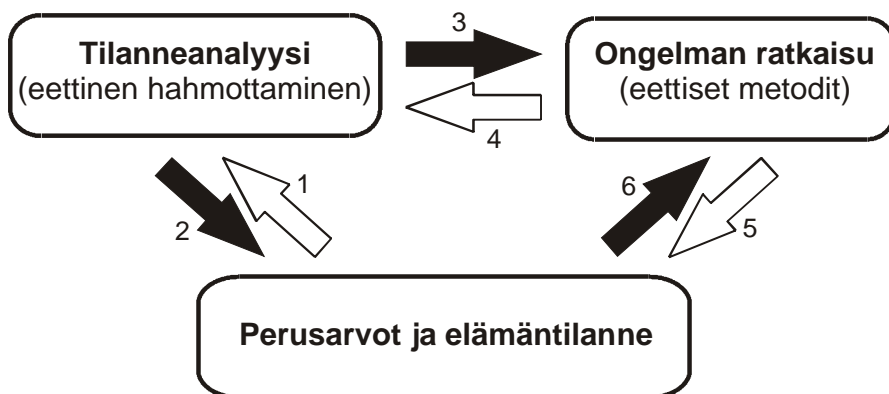 Tilanneanalyysi
(eettinen hahmottaminen)
3
4
Ongelman ratkaisu
(eettiset metodit)
1
2
6
5
Perusarvot ja elämäntilanne